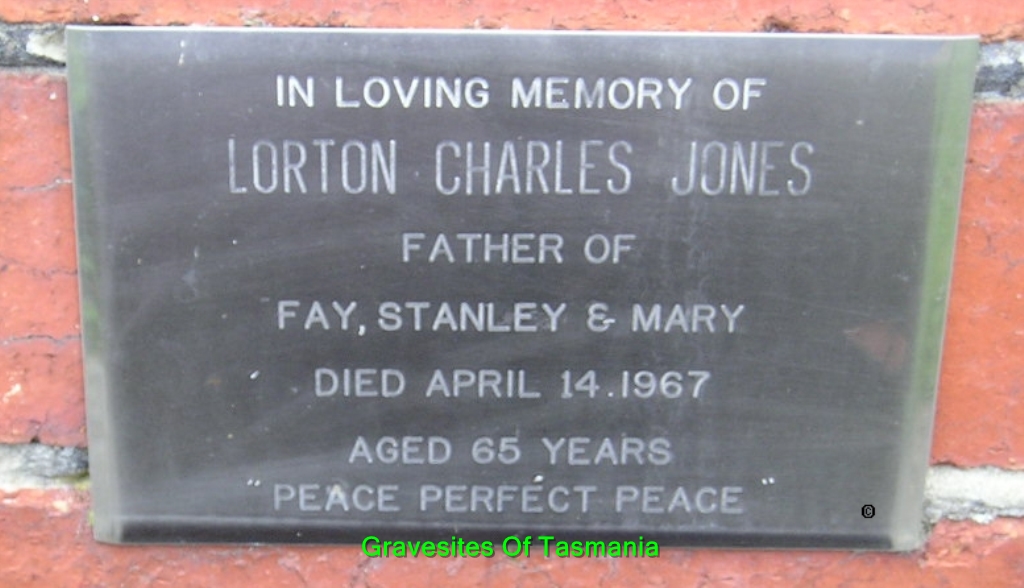 IN LOVING MEMORY OF
LORTON CHARLES JONES
FATHER OF
FAY, STANLEY & MARY
DIED APRIL 14.1967
AGED 65 YEARS
"PEACE PERFECT PEACE"
©
Gravesites Of Tasmania